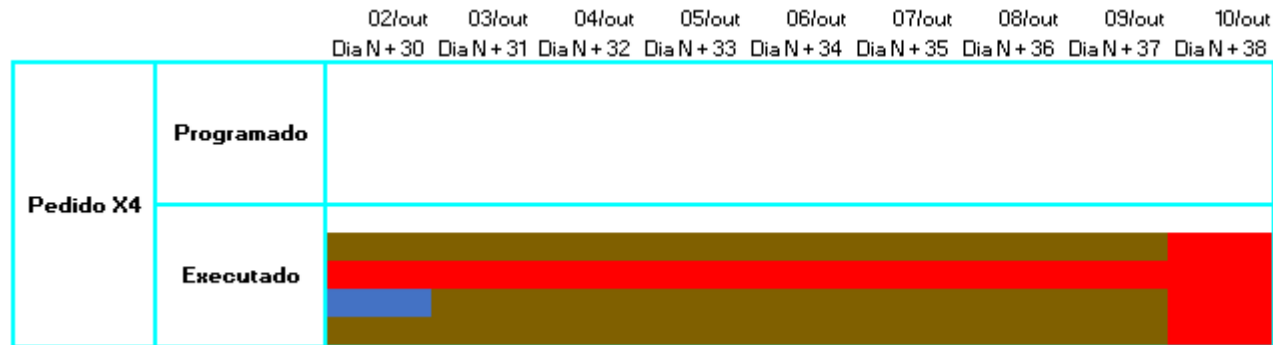 02/out 03/out 04/out 05/out 06/out 07/out 08/out 09/out 10/out
Dia N + 30 Dia N + 31 Dia N + 32 Dia N + 33 Dia N + 34 Dia N + 35 Dia N + 36 Dia N + 37 Dia N + 38
Programado
Pedido X4
Executado